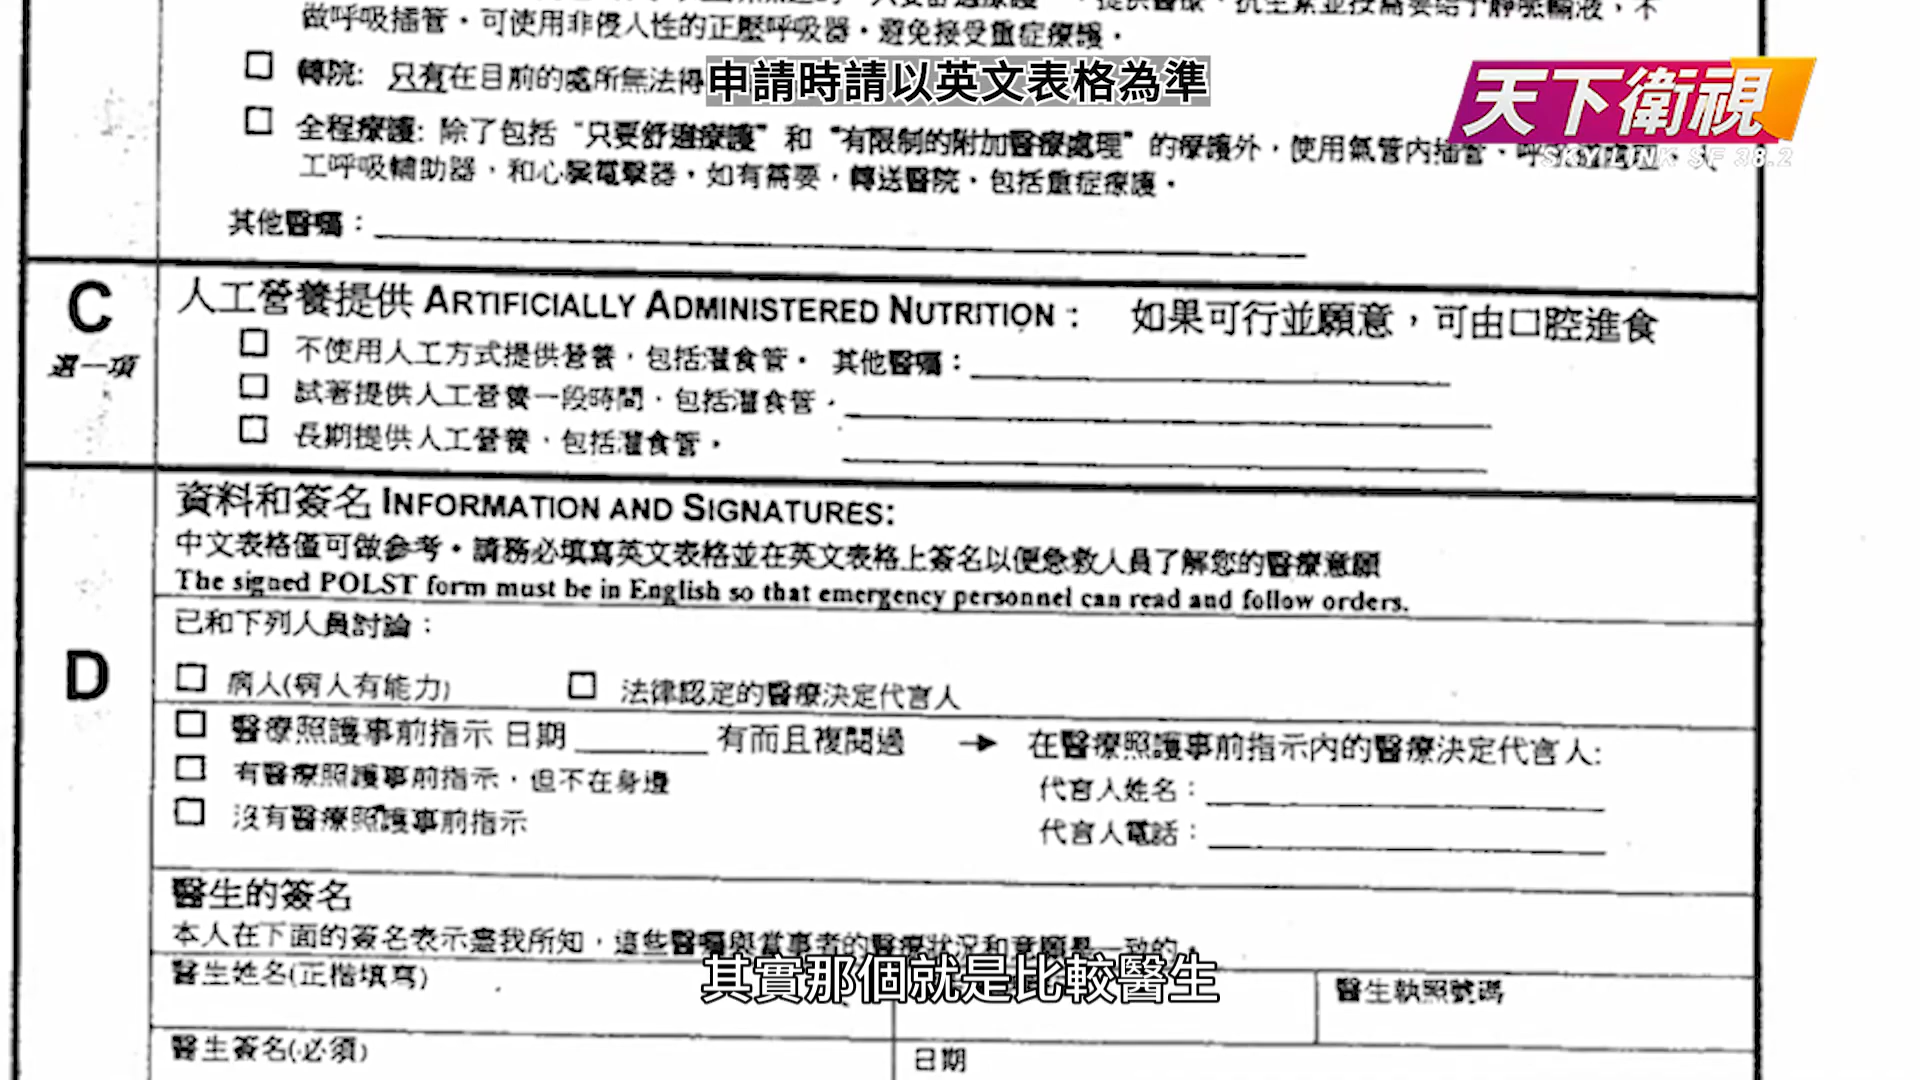 做呼吸插管。可使用非侵入性的正壓呼吸器。避免接受重症療護。
轉院: 只有在目前的處所無法得
申請時請以英文表格為準
天下衛視
SKY LINK SF 38.2
全程療護: 除了包括“只要舒適療護” 和 “有限制的附加醫療處理” 的療護外,使用氣管內插管、
工呼吸輔助器,和心臟電擊器。如有需要,轉送醫院。包括重症療護。
其他醫囑:
C
選一項
人工營養提供 ARTIFICIALLY ADMINISTERED NUTRITION: 如果可行並願意,可由口腔進食
不使用人工方式提供營養,包括灌食管。 其他醫囑:
試著提供人工營養一段時間,包括灌食管。
長期提供人工營養,包括灌食管。
D
資料和簽名 INFORMATION AND SIGNATURES:
中文表格僅可做參考。請務必填寫英文表格並在英文表格上簽名以便急救人員了解您的醫療意願
The signed POLST form must be in English so that emergency personnel can read and follow orders.
已和下列人員討論:
病人(病人有能力) 法律認定的醫療決定代言人
醫療照護事前指示 日期 有而且複閱過 → 在醫療照護事前指示內的醫療決定代言人:
有醫療照護事前指示,但不在身邊
代言人姓名:
沒有醫療照護事前指示
代言人電話:
醫生的簽名
本人在下面的簽名表示盡我所知,這些醫囑與當事者的醫療狀況和意願是一致的。
醫生姓名(正楷填寫) 醫生執照號碼
其實那個就是比較醫生
醫生簽名(必須) 日期